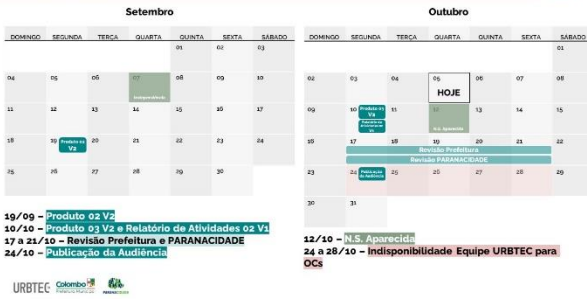 Setembro
DOMINGO SEGUNDA TERÇA QUARTA QUINTA SEXTA SÁBADO
01 02 03
04 05 06 07 08 09 10
Independência
11 12 13 14 15 16 17
18 19 Produto 02 V2 20 21 22 23 24
25 26 27 28 29 30
19/09 – Produto 02 V2
10/10 – Produto 03 V2 e Relatório de Atividades 02 V1
17 a 21/10 – Revisão Prefeitura e PARANACIDADE
24/10 – Publicação da Audiência
URBTEC Colombo PARANACIDADE
Outubro
DOMINGO SEGUNDA TERÇA QUARTA QUINTA SEXTA SÁBADO
01
02 03 04 05 06 07 08
HOJE
09 10 Produto 03 V2 11 12 13 14 15
N.S. Aparecida
16 17 18 19 20 21 22
Revisão Prefeitura
Revisão PARANACIDADE
23 24 Publicação da Audiência 25 26 27 28 29
30 31
12/10 – N.S. Aparecida
24 a 28/10 – Indisponibilidade Equipe URBTEC para
OCs